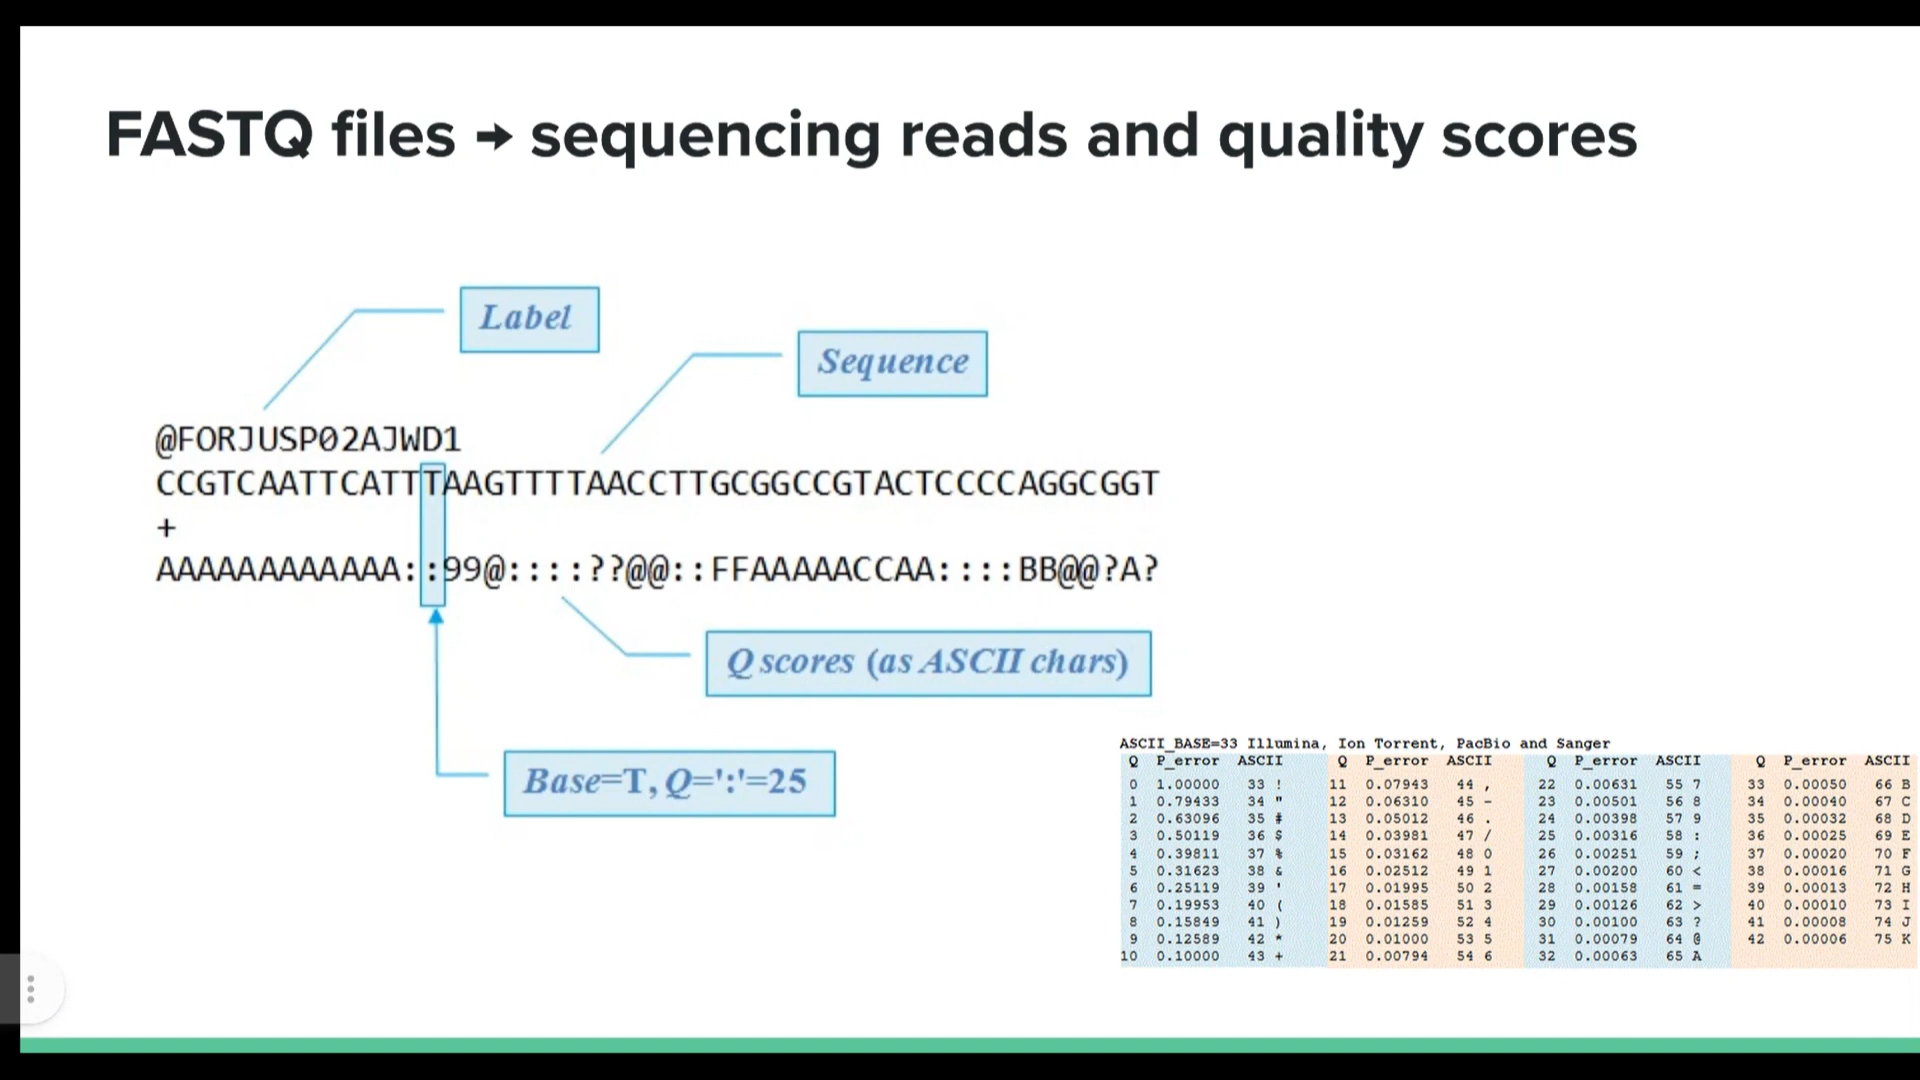 FASTQ files → sequencing reads and quality scores
Label
Sequence
@FORJUSP02AJWD1
CCGTCAATTCATTTAAGTTTTAACCTTGCGGCCGTACTCCCCAGGCGGT
+
AAAAAAAAAAAA::99@::::??@@::FFAAAAACCAA::::BB@@?A?
Q scores (as ASCII chars)
Base=T, Q=':'=25
ASCII_BASE=33 Illumina, Ion Torrent, PacBio and Sanger
Q P_error ASCII Q P_error ASCII Q P_error ASCII Q P_error ASCII
0 1.00000 33 ! 11 0.07943 44 , 22 0.00631 55 7 33 0.00050 66 B
1 0.79433 34 " 12 0.06310 45 - 23 0.00501 56 8 34 0.00040 67 C
2 0.63096 35 # 13 0.05012 46 . 24 0.00398 57 9 35 0.00032 68 D
3 0.50119 36 $ 14 0.03981 47 / 25 0.00316 58 : 36 0.00025 69 E
4 0.39811 37 % 15 0.03162 48 0 26 0.00251 59 ; 37 0.00020 70 F
5 0.31623 38 & 16 0.02512 49 1 27 0.00200 60 < 38 0.00016 71 G
6 0.25119 39 ' 17 0.01995 50 2 28 0.00158 61 = 39 0.00013 72 H
7 0.19953 40 ( 18 0.01585 51 3 29 0.00126 62 > 40 0.00010 73 I
8 0.15849 41 ) 19 0.01259 52 4 30 0.00100 63 ? 41 0.00008 74 J
9 0.12589 42 * 20 0.01000 53 5 31 0.00079 64 @ 42 0.00006 75 K
10 0.10000 43 + 21 0.00794 54 6 32 0.00063 65 A